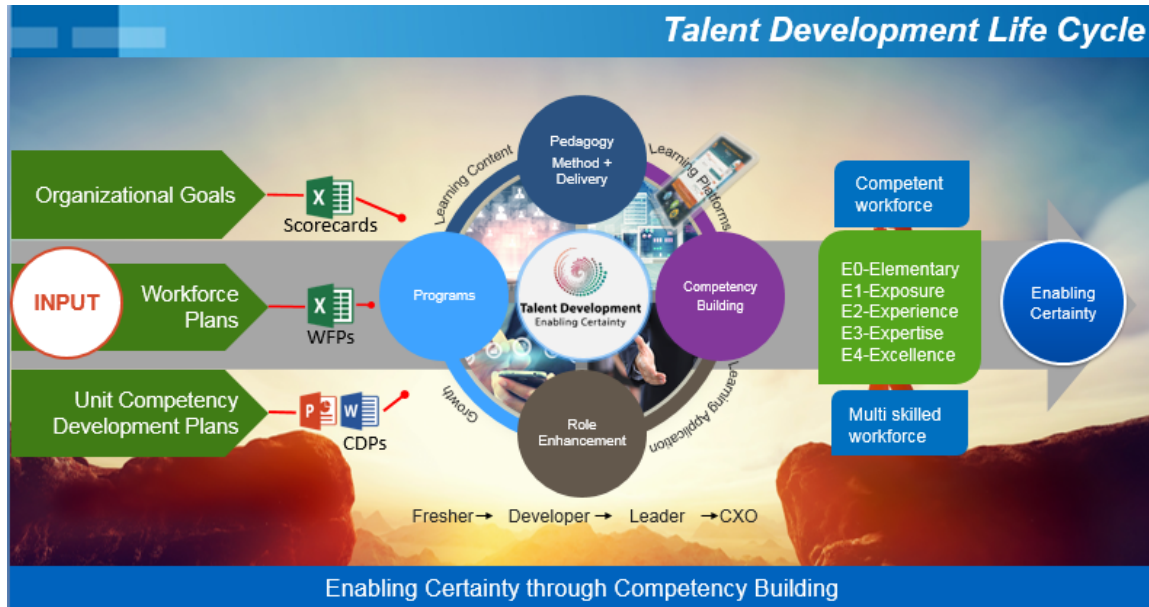 Talent Development Life Cycle
Organizational Goals
Scorecards
INPUT
Workforce
Plans
WFPs
Unit Competency
Development Plans
CDPs
Learning Content
Pedagogy
Method +
Delivery
Learning Platforms
Programs
Talent Development
Enabling Certainty
Competency
Building
Growth
Role
Enhancement
Learning Application
Fresher→ Developer→ Leader →CXO
Competent
workforce
E0-Elementary
E1-Exposure
E2-Experience
E3-Expertise
E4-Excellence
Multi skilled
workforce
Enabling
Certainty
Enabling Certainty through Competency Building